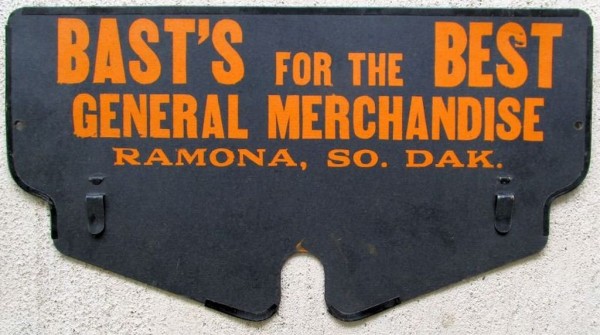 BAST'S FOR THE BEST
GENERAL MERCHANDISE
RAMONA, SO. DAK.